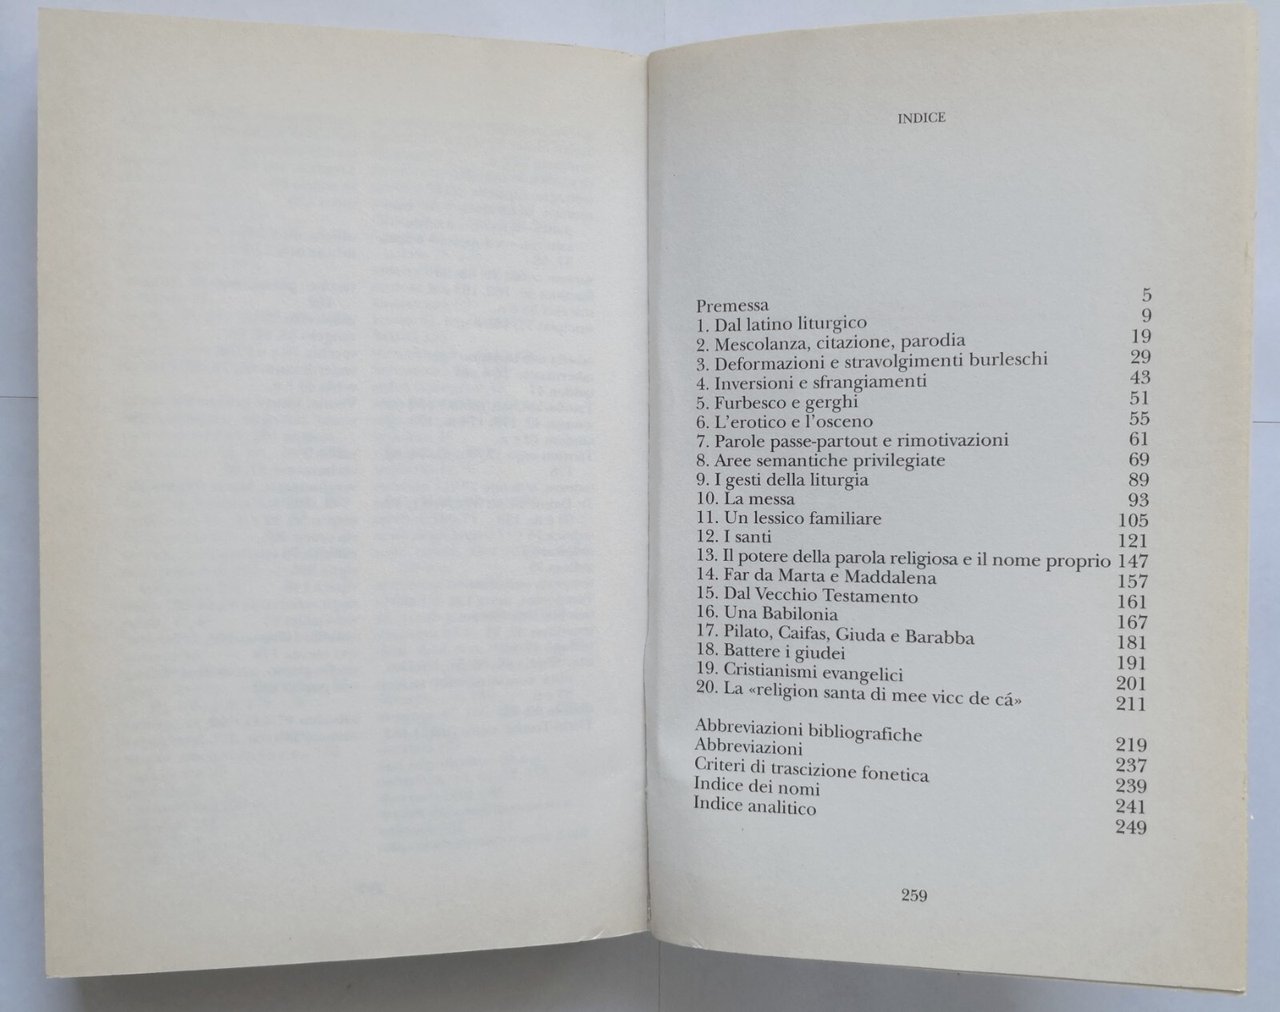 INDICE
Premessa 5
1. Dal latino liturgico 9
2. Mescolanza, citazione, parodia 19
3. Deformazioni e stravolgimenti burleschi 29
4. Inversioni e sfrangiamenti 43
5. Furbesco e gerghi 51
6. L'erotico e l'osceno 55
7. Parole passe-partout e rimotivazioni 61
8. Aree semantiche privilegiate 69
9. I gesti della liturgia 89
10. La messa 93
11. Un lessico familiare 105
12. I santi 121
13. Il potere della parola religiosa e il nome proprio 147
14. Far da Marta e Maddalena 157
15. Dal Vecchio Testamento 161
16. Una Babilonia 167
17. Pilato, Caifas, Giuda e Barabba 181
18. Battere i giudei 191
19. Cristianismi evangelici 201
20. La «religion santa di mee vicc de cá» 211
Abbreviazioni bibliografiche 219
Abbreviazioni 237
Criteri di trascizione fonetica 239
Indice dei nomi 241
Indice analitico 249
259